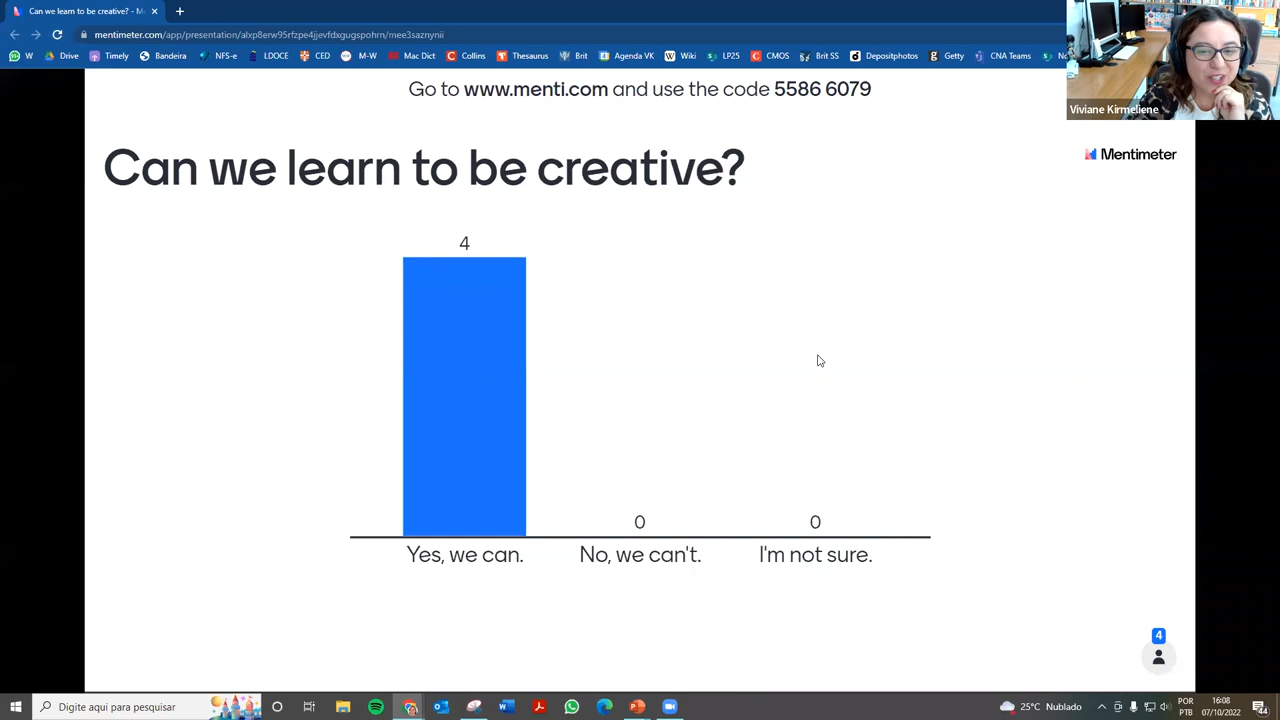 Can we learn to be creative? - M
mentimeter.com/app/presentation/alxp8erw95rfzpe4jjevfdxgugspohrn/mee3saznynii
W Drive Timely Bandeira NFS-e LDOCE CED M-W Mac Dict Collins Thesaurus Brit Agenda VK Wiki LP25 CMOS Brit SS Depositphotos Getty CNA Teams
Viviane Kirmeliene
Go to www.menti.com and use the code 5586 6079
Mentimeter
Can we learn to be creative?
4
0
0
Yes, we can.
No, we can't.
I'm not sure.
4
Digite aqui para pesquisar
25°C Nublado
POR
PTB
16:08
07/10/2022
44